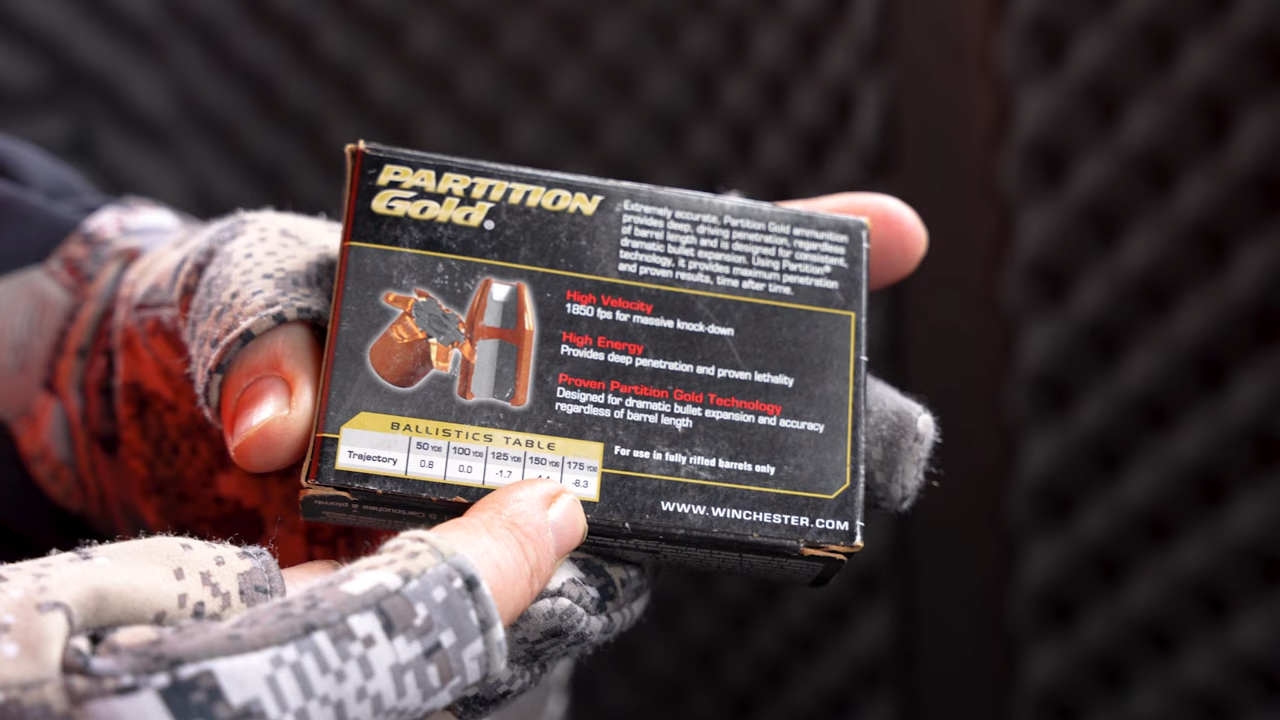 PARTITION
Gold®
Extremely accurate, Partition Gold ammunition
provides deep, driving penetration, regardless
of barrel length and is designed for consistent,
dramatic bullet expansion. Using Partition®
technology, it provides maximum penetration
and proven results, time after time.
High Velocity
1850 fps for massive knock-down
High Energy
Provides deep penetration and proven lethality
Proven Partition Gold Technology
Designed for dramatic bullet expansion and accuracy
regardless of barrel length
BALLISTICS TABLE
50 YDS 100 YDS 125 YDS 150 YDS 175 YDS
Trajectory 0.8 0.0 -1.7 -8.3
For use in fully rifled barrels only
WWW.WINCHESTER.COM
5 Cartouches à plomb